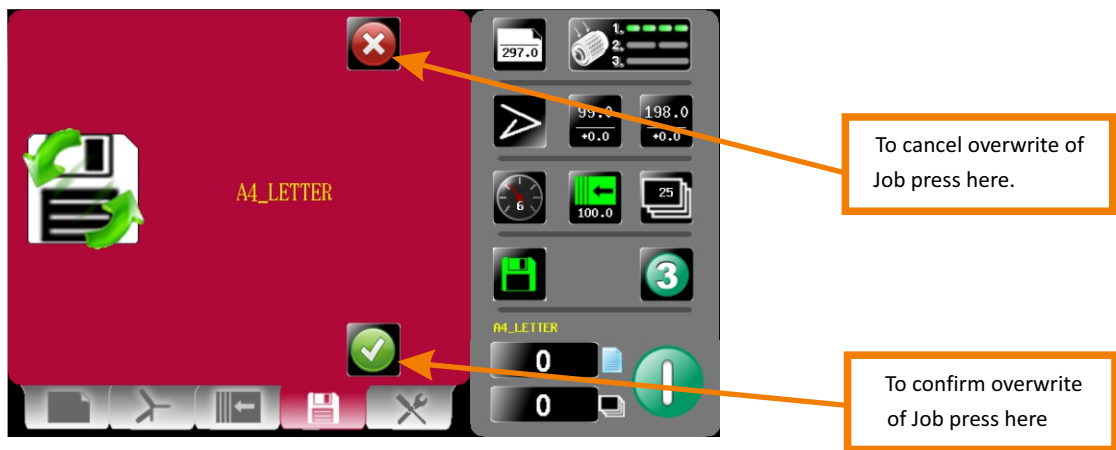 297.0
1.
2.
3.
99.0
+0.0
198.0
+0.0
To cancel overwrite of
Job press here.
6
100.0
25
A4_LETTER
3
A4_LETTER
0
0
To confirm overwrite
of Job press here